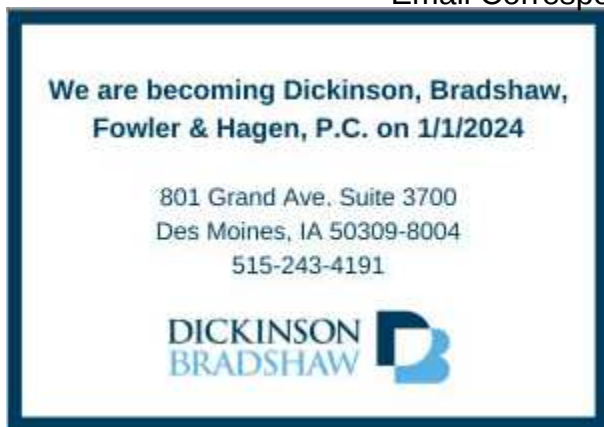 We are becoming Dickinson, Bradshaw,
Fowler & Hagen, P.C. on 1/1/2024
801 Grand Ave. Suite 3700
Des Moines, IA 50309-8004
515-243-4191
DICKINSON
BRADSHAW